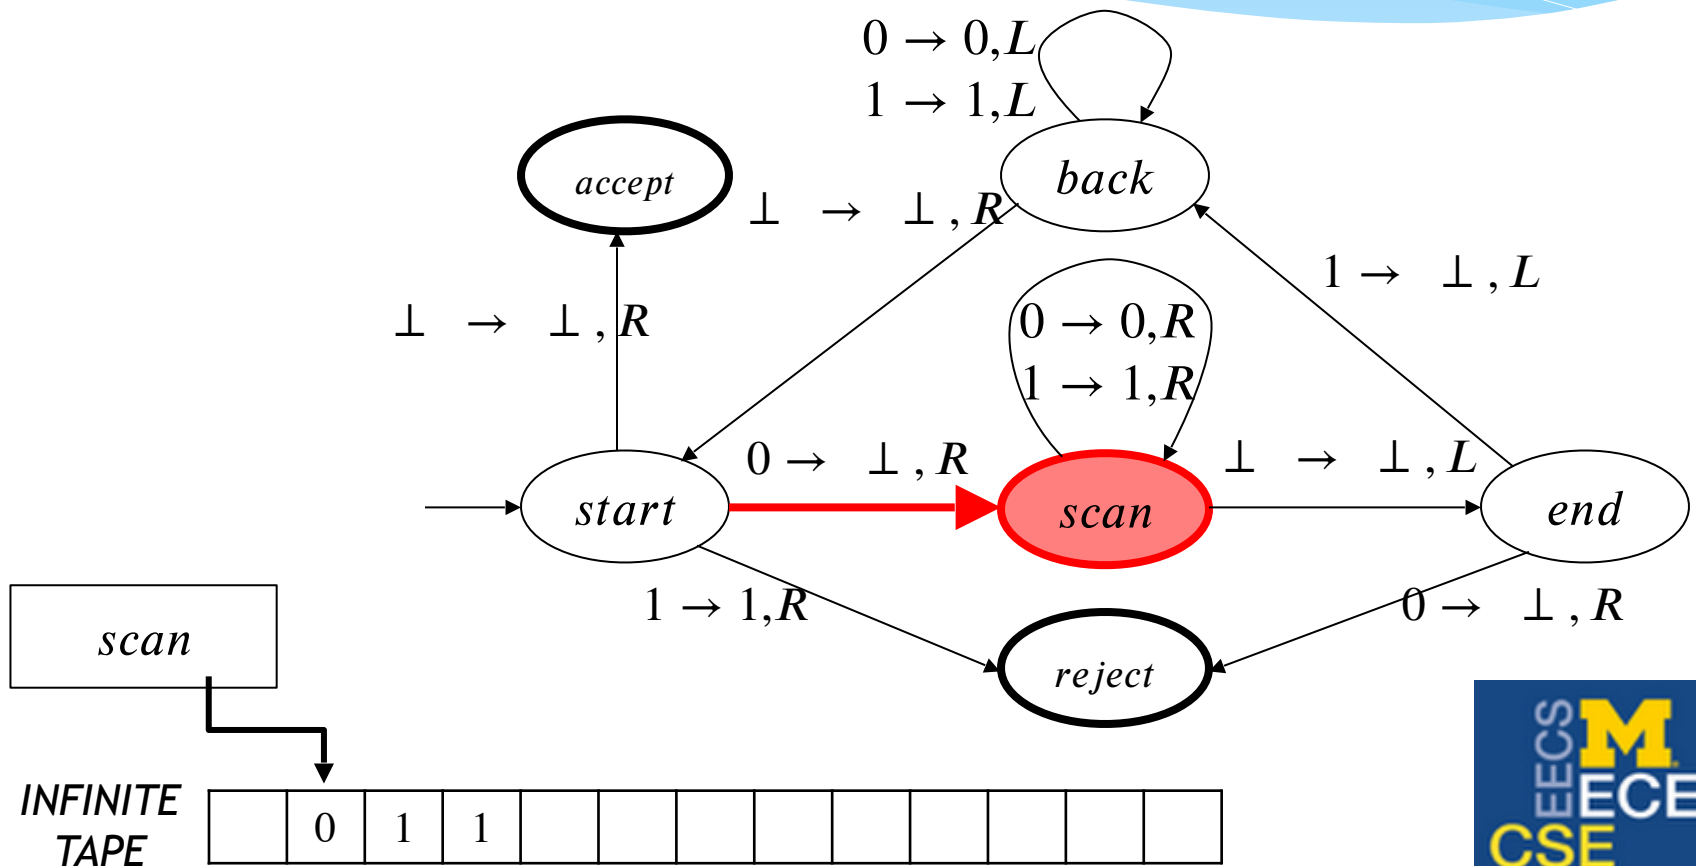 0 → 0,L
1 → 1,L
accept
back
⊥ → ⊥ , R
1 → ⊥ , L
⊥ → ⊥ , R
0 → 0,R
1 → 1,R
0 → ⊥ , R
⊥ → ⊥ , L
start
scan
end
1 → 1,R
0 → ⊥ , R
scan
reject
INFINITE
TAPE
0 1 1
EECS
M
ECE
CSE